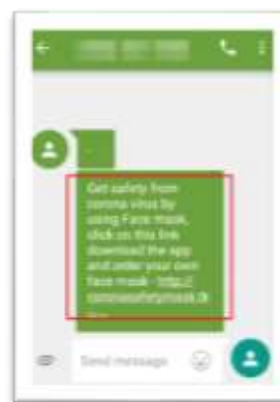 Get safety from
corona virus by
using Face mask,
click on this link
download the app
and order your own
face mask - http://
coronasafetymask.tk
Send message